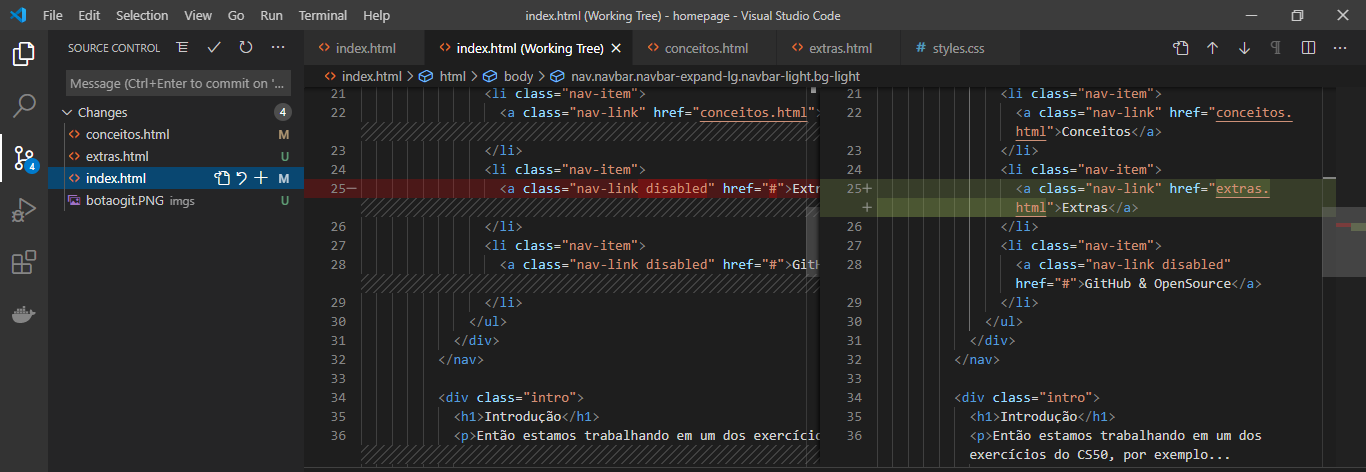 File Edit Selection View Go Run Terminal Help index.html (Working Tree) - homepage - Visual Studio Code
SOURCE CONTROL
index.html index.html (Working Tree) conceitos.html extras.html # styles.css
index.html > html > body > nav.navbar.navbar-expand-lg.navbar-light.bg-light
Message (Ctrl+Enter to commit on '...
Changes 4
conceitos.html M
extras.html U
index.html M
botaogit.PNG imgs U
4
21 <li class="nav-item">
22 <a class="nav-link" href="conceitos.html">
23 </li>
24 <li class="nav-item">
25— <a class="nav-link disabled" href="#">Extr
26 </li>
27 <li class="nav-item">
28 <a class="nav-link disabled" href="#">GitH
29 </li>
30 </ul>
31 </div>
32 </nav>
33
34 <div class="intro">
35 <h1>Introdução</h1>
36 <p>Então estamos trabalhando em um dos exercício
21 <li class="nav-item">
22 <a class="nav-link" href="conceitos.
html">Conceitos</a>
23 </li>
24 <li class="nav-item">
25+ <a class="nav-link" href="extras.
+ html">Extras</a>
26 </li>
27 <li class="nav-item">
28 <a class="nav-link disabled"
href="#">GitHub & OpenSource</a>
29 </li>
30 </ul>
31 </div>
32 </nav>
33
34 <div class="intro">
35 <h1>Introdução</h1>
36 <p>Então estamos trabalhando em um dos
exercícios do CS50, por exemplo...